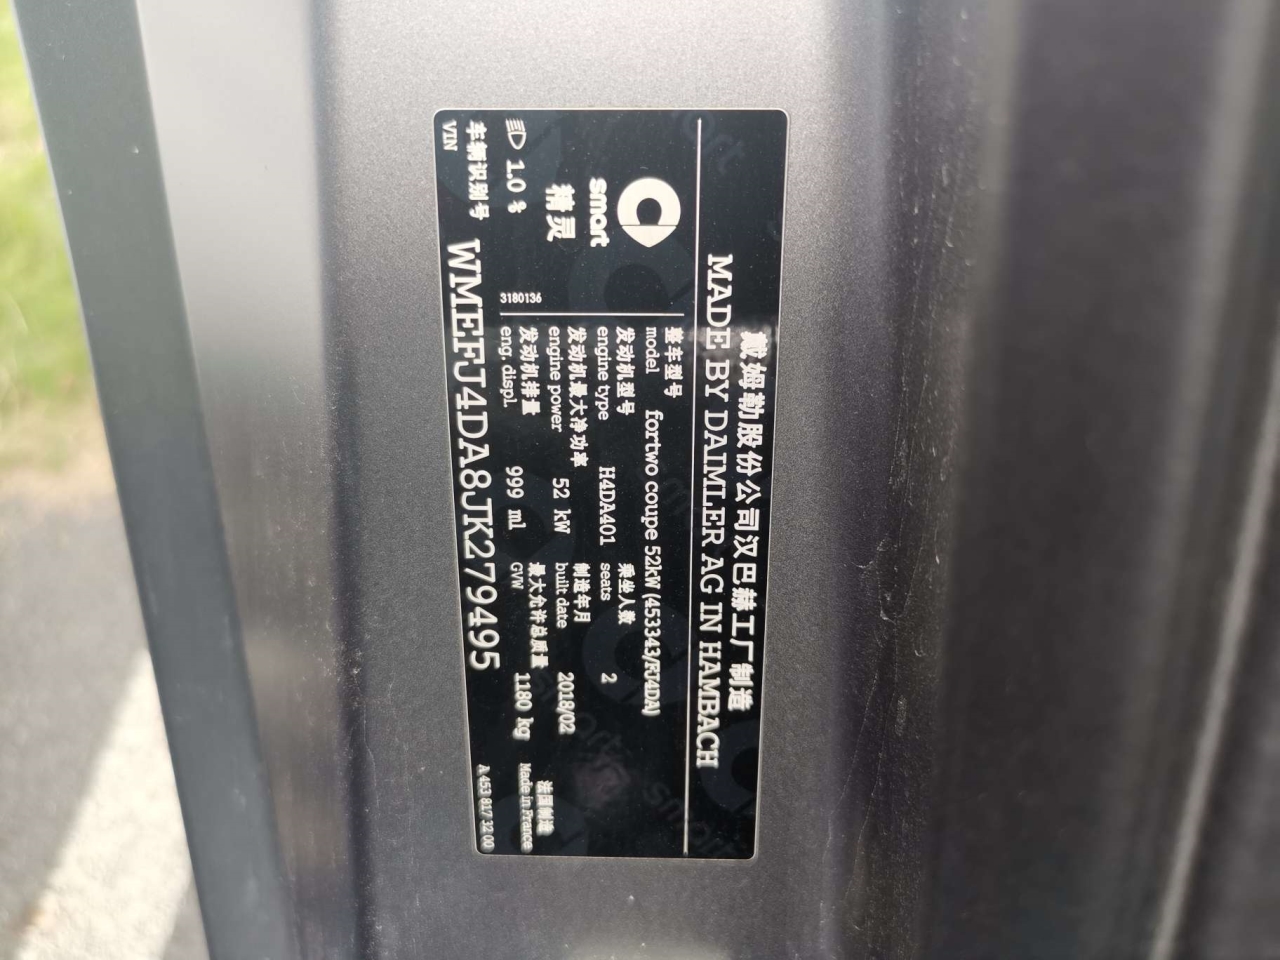 戴姆勒股份公司汉巴赫工厂制造
MADE BY DAIMLER AG IN HAMBACH
smart
精灵
1.0 %
3180136
整车型号
model fortwo coupe 52kW (453343/FJ4DA)
发动机型号 乘坐人数
engine type H4DA401 seats 2
发动机最大净功率 制造年月
engine power 52 kW built date 2018/02
发动机排量 最大允许总质量
eng. displ. 999 ml GVW 1180 kg
法国制造
Made in France
车辆识别号
VIN WMEFJ4DA8JK279495
A 453 817 32 00